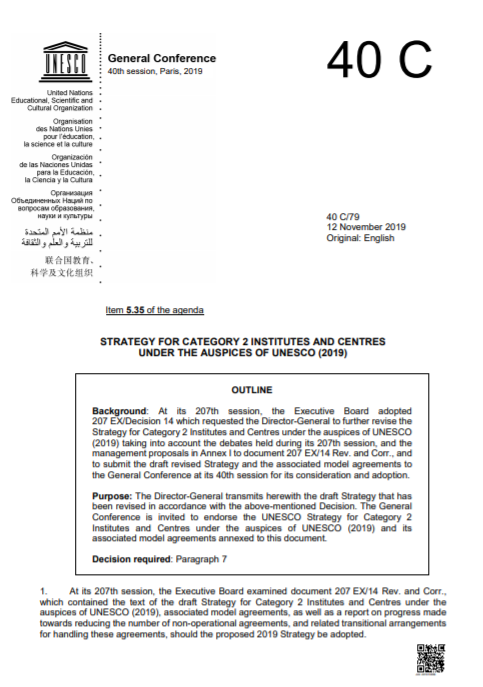 UNESCO
General Conference
40th session, Paris, 2019
40 C
United Nations
Educational, Scientific and
Cultural Organization
Organisation
des Nations Unies
pour l'éducation,
la science et la culture
Organización
de las Naciones Unidas
para la Educación,
la Ciencia y la Cultura
Организация
Объединенных Наций по
вопросам образования,
науки и культуры
منظمة الأمم المتحدة
للتربية والعلم والثقافة
联合国教育、
科学及文化组织
40 C/79
12 November 2019
Original: English
Item 5.35 of the agenda
STRATEGY FOR CATEGORY 2 INSTITUTES AND CENTRES
UNDER THE AUSPICES OF UNESCO (2019)
OUTLINE
Background: At its 207th session, the Executive Board adopted
207 EX/Decision 14 which requested the Director-General to further revise the
Strategy for Category 2 Institutes and Centres under the auspices of UNESCO
(2019) taking into account the debates held during its 207th session, and the
management proposals in Annex I to document 207 EX/14 Rev. and Corr., and
to submit the draft revised Strategy and the associated model agreements to
the General Conference at its 40th session for its consideration and adoption.
Purpose: The Director-General transmits herewith the draft Strategy that has
been revised in accordance with the above-mentioned Decision. The General
Conference is invited to endorse the UNESCO Strategy for Category 2
Institutes and Centres under the auspices of UNESCO (2019) and its
associated model agreements annexed to this document.
Decision required: Paragraph 7
1. At its 207th session, the Executive Board examined document 207 EX/14 Rev. and Corr.,
which contained the text of the draft Strategy for Category 2 Institutes and Centres under the
auspices of UNESCO (2019), associated model agreements, as well as a report on progress made
towards reducing the number of non-operational agreements, and related transitional arrangements
for handling these agreements, should the proposed 2019 Strategy be adopted.